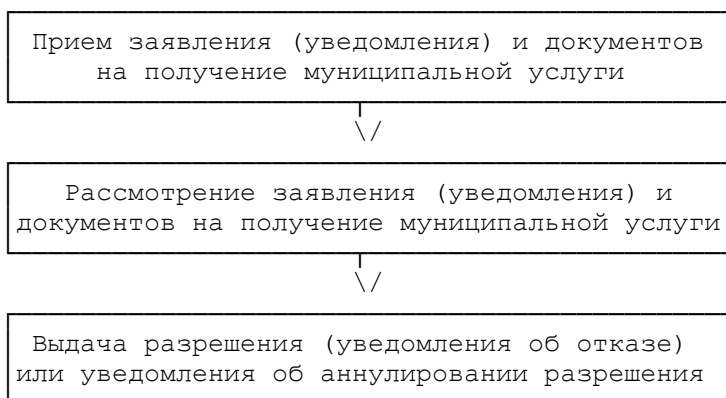 Прием заявления (уведомления) и документов
на получение муниципальной услуги
\/
Рассмотрение заявления (уведомления) и
документов на получение муниципальной услуги
\/
Выдача разрешения (уведомления об отказе)
или уведомления об аннулировании разрешения